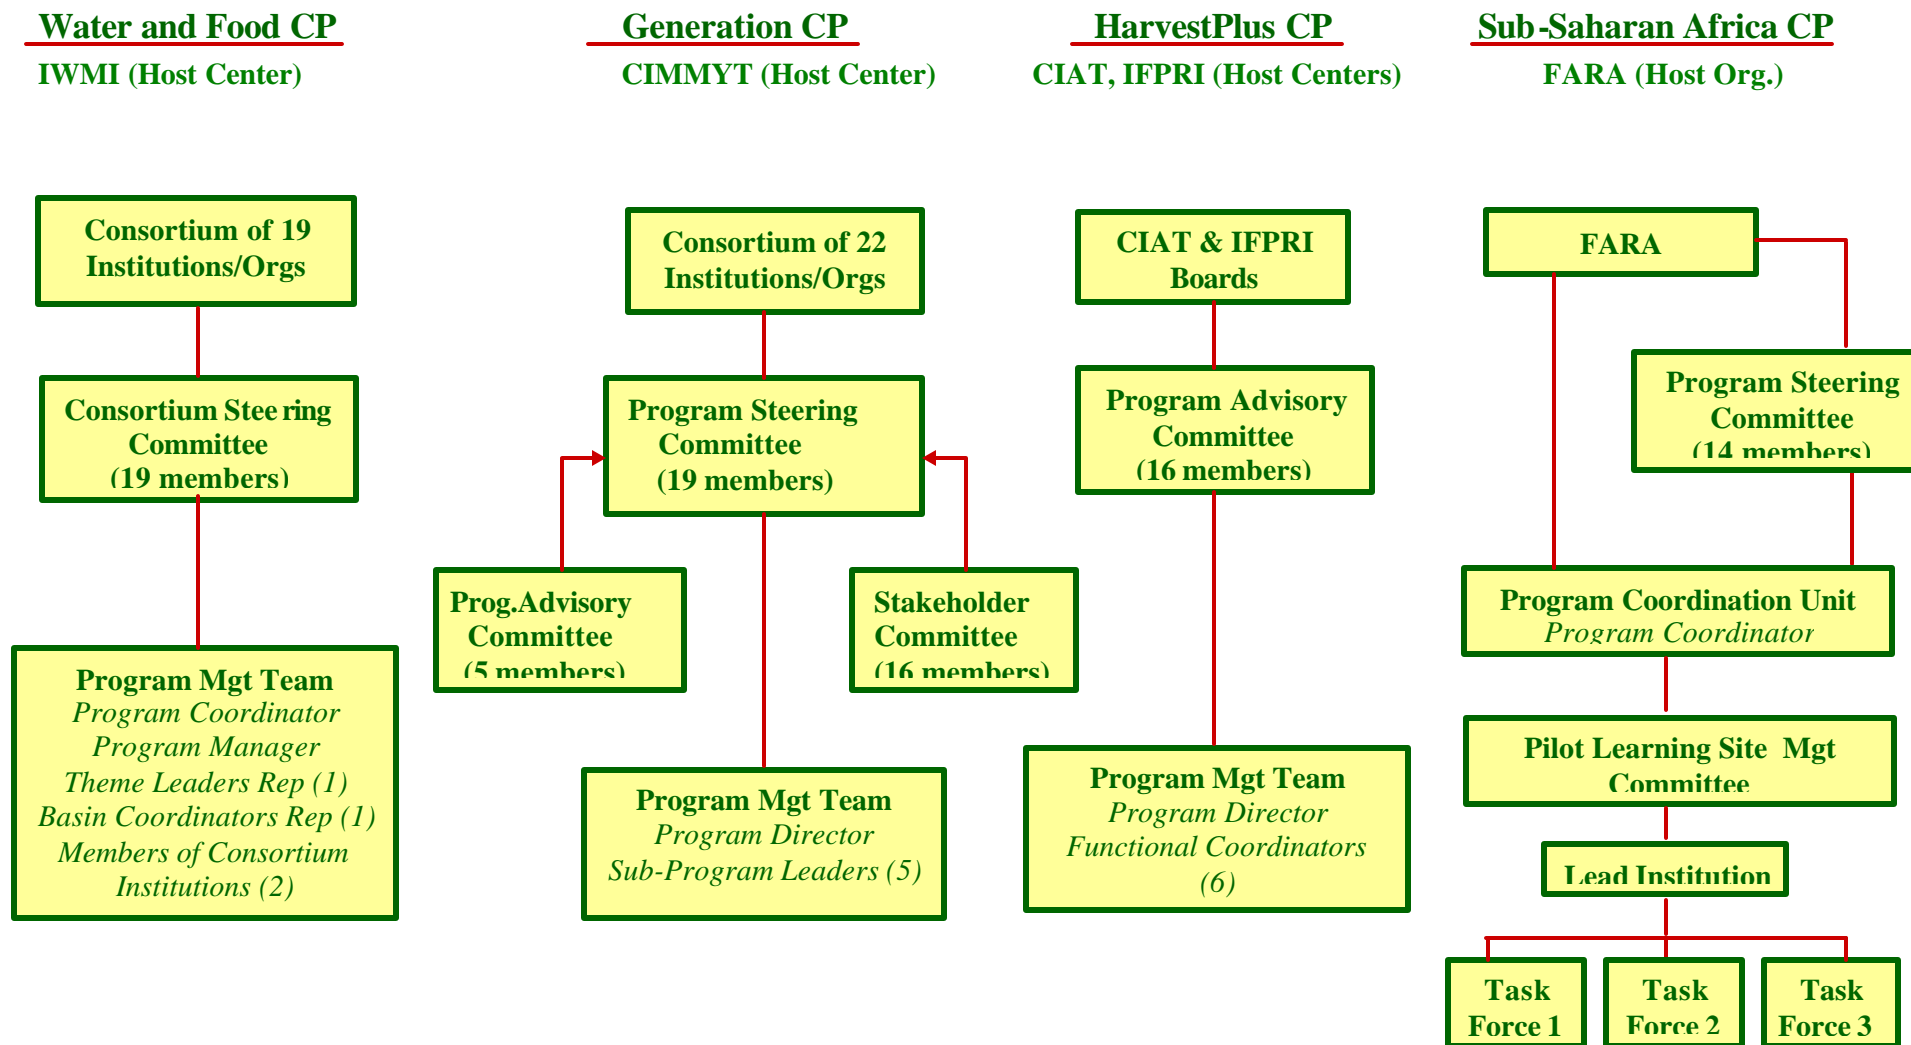 Water and Food CP
IWMI (Host Center)
Generation CP
CIMMYT (Host Center)
HarvestPlus CP
CIAT, IFPRI (Host Centers)
Sub-Saharan Africa CP
FARA (Host Org.)
Consortium of 19
Institutions/Orgs
Consortium Steering
Committee
(19 members)
Program Mgt Team
Program Coordinator
Program Manager
Theme Leaders Rep (1)
Basin Coordinators Rep (1)
Members of Consortium
Institutions (2)
Consortium of 22
Institutions/Orgs
Program Steering
Committee
(19 members)
Prog.Advisory
Committee
(5 members)
Stakeholder
Committee
(16 members)
Program Mgt Team
Program Director
Sub-Program Leaders (5)
CIAT & IFPRI
Boards
Program Advisory
Committee
(16 members)
Program Mgt Team
Program Director
Functional Coordinators
(6)
FARA
Program Steering
Committee
(14 members)
Program Coordination Unit
Program Coordinator
Pilot Learning Site Mgt
Committee
Lead Institution
Task
Force 1
Task
Force 2
Task
Force 3